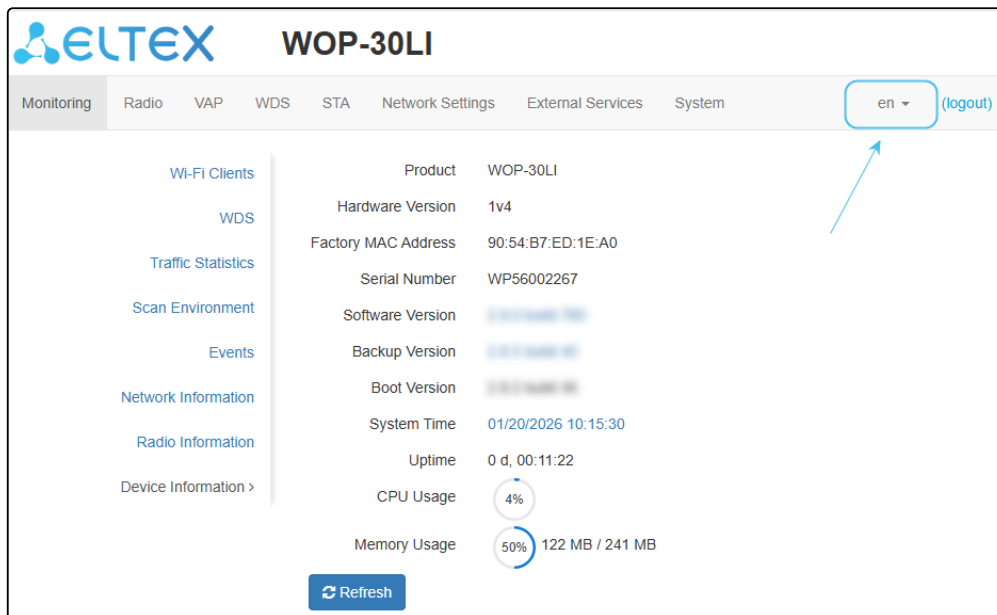 ELTEX WOP-30LI
Monitoring Radio VAP WDS STA Network Settings External Services System en (logout)
Wi-Fi Clients
WDS
Traffic Statistics
Scan Environment
Events
Network Information
Radio Information
Device Information >
Product WOP-30LI
Hardware Version 1v4
Factory MAC Address 90:54:B7:ED:1E:A0
Serial Number WP56002267
Software Version
Backup Version
Boot Version
System Time 01/20/2026 10:15:30
Uptime 0 d, 00:11:22
CPU Usage 4%
Memory Usage 50% 122 MB / 241 MB
Refresh